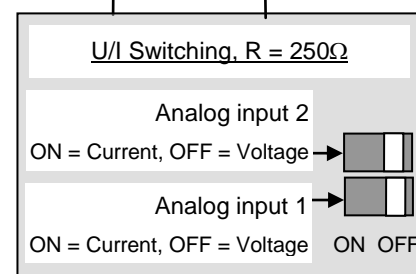 U/I Switching, R = 250Ω
Analog input 2
ON = Current, OFF = Voltage
Analog input 1
ON = Current, OFF = Voltage
ON OFF